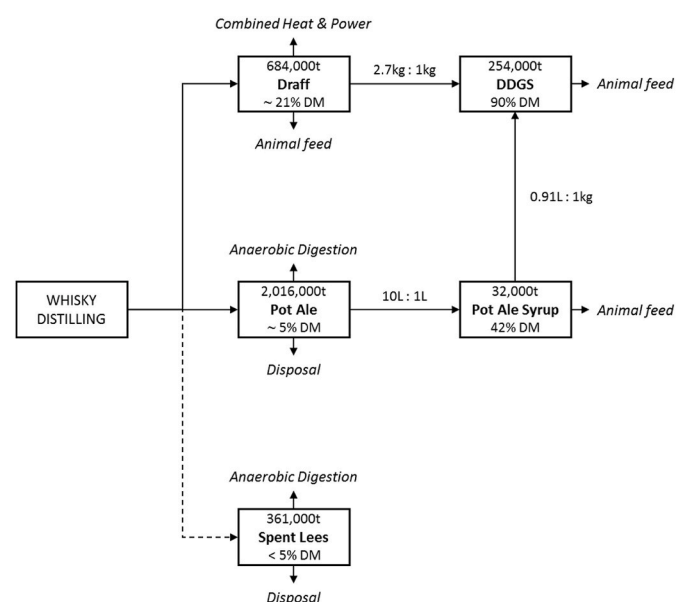 Combined Heat & Power
684,000t
Draff
~ 21% DM
2.7kg : 1kg
254,000t
DDGS
90% DM
Animal feed
Animal feed
0.91L : 1kg
Anaerobic Digestion
WHISKY
DISTILLING
2,016,000t
Pot Ale
~ 5% DM
10L : 1L
32,000t
Pot Ale Syrup
42% DM
Animal feed
Disposal
Anaerobic Digestion
361,000t
Spent Lees
< 5% DM
Disposal